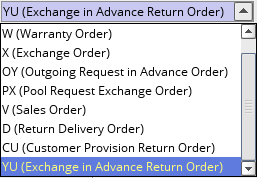 YU (Exchange in Advance Return Order)
W (Warranty Order)
X (Exchange Order)
OY (Outgoing Request in Advance Order)
PX (Pool Request Exchange Order)
V (Sales Order)
D (Return Delivery Order)
CU (Customer Provision Return Order)
YU (Exchange in Advance Return Order)